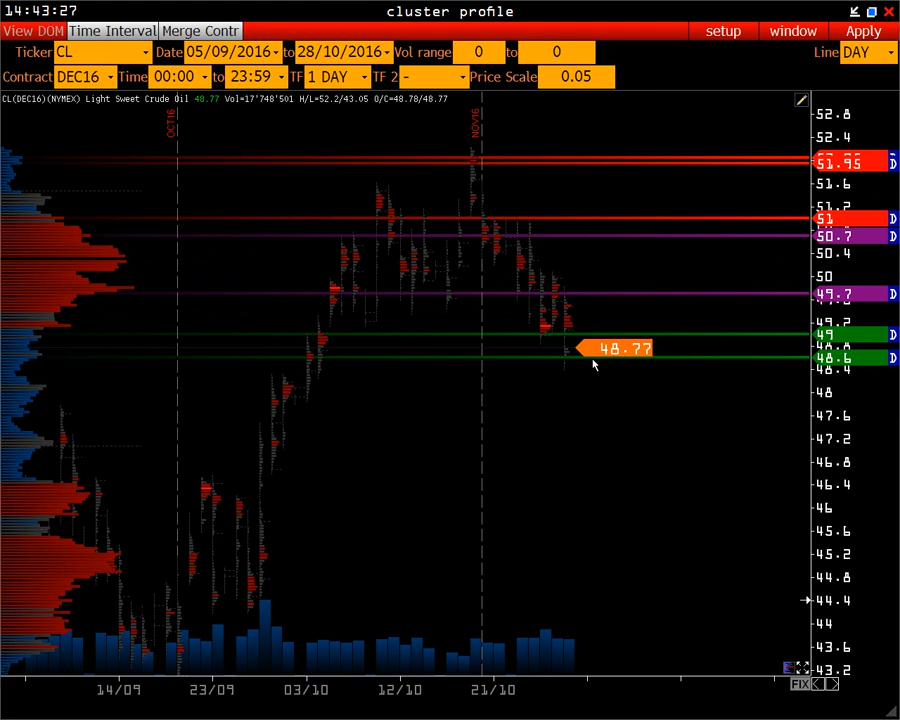 14:43:27 cluster profile
View DOM Time Interval Merge Contr setup window Apply
Ticker CL Date 05/09/2016 to 28/10/2016 Vol range 0 to 0 Line DAY
Contract DEC16 Time 00:00 to 23:59 TF 1 DAY TF 2 - Price Scale 0.05
CL(DEC16)(NYMEX) Light Sweet Crude Oil 48.77 Vol=17'748'501 H/L=52.2/43.05 O/C=48.78/48.77
OCT16
NOV16
52.8
52.4
51.95 D
51.6
51.2
51 D
50.7 D
50.4
50
49.7 D
49.2
49 D
48.77
48.6 D
48.4
48
47.6
47.2
46.8
46.4
46
45.6
45.2
44.8
44.4
44
43.6
43.2
FIX
14/09 23/09 03/10 12/10 21/10